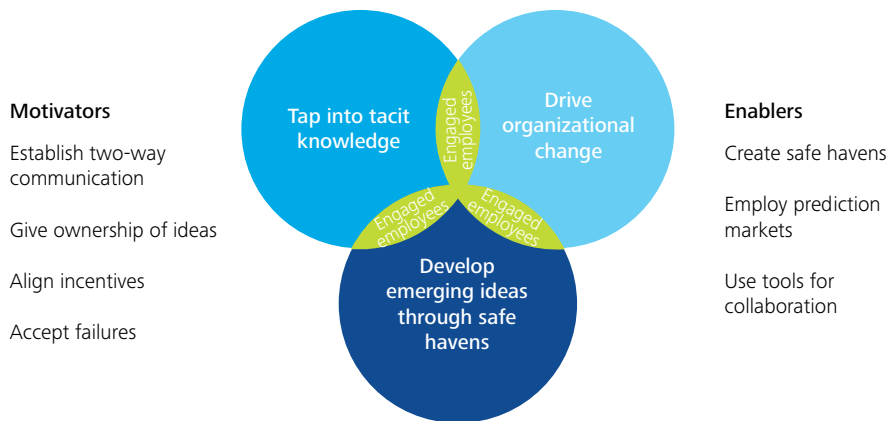 Motivators
Establish two-way
communication
Give ownership of ideas
Align incentives
Accept failures
Tap into tacit
knowledge
Engaged
employees
Drive
organizational
change
Engaged
employees
Engaged
employees
Develop
emerging ideas
through safe
havens
Enablers
Create safe havens
Employ prediction
markets
Use tools for
collaboration